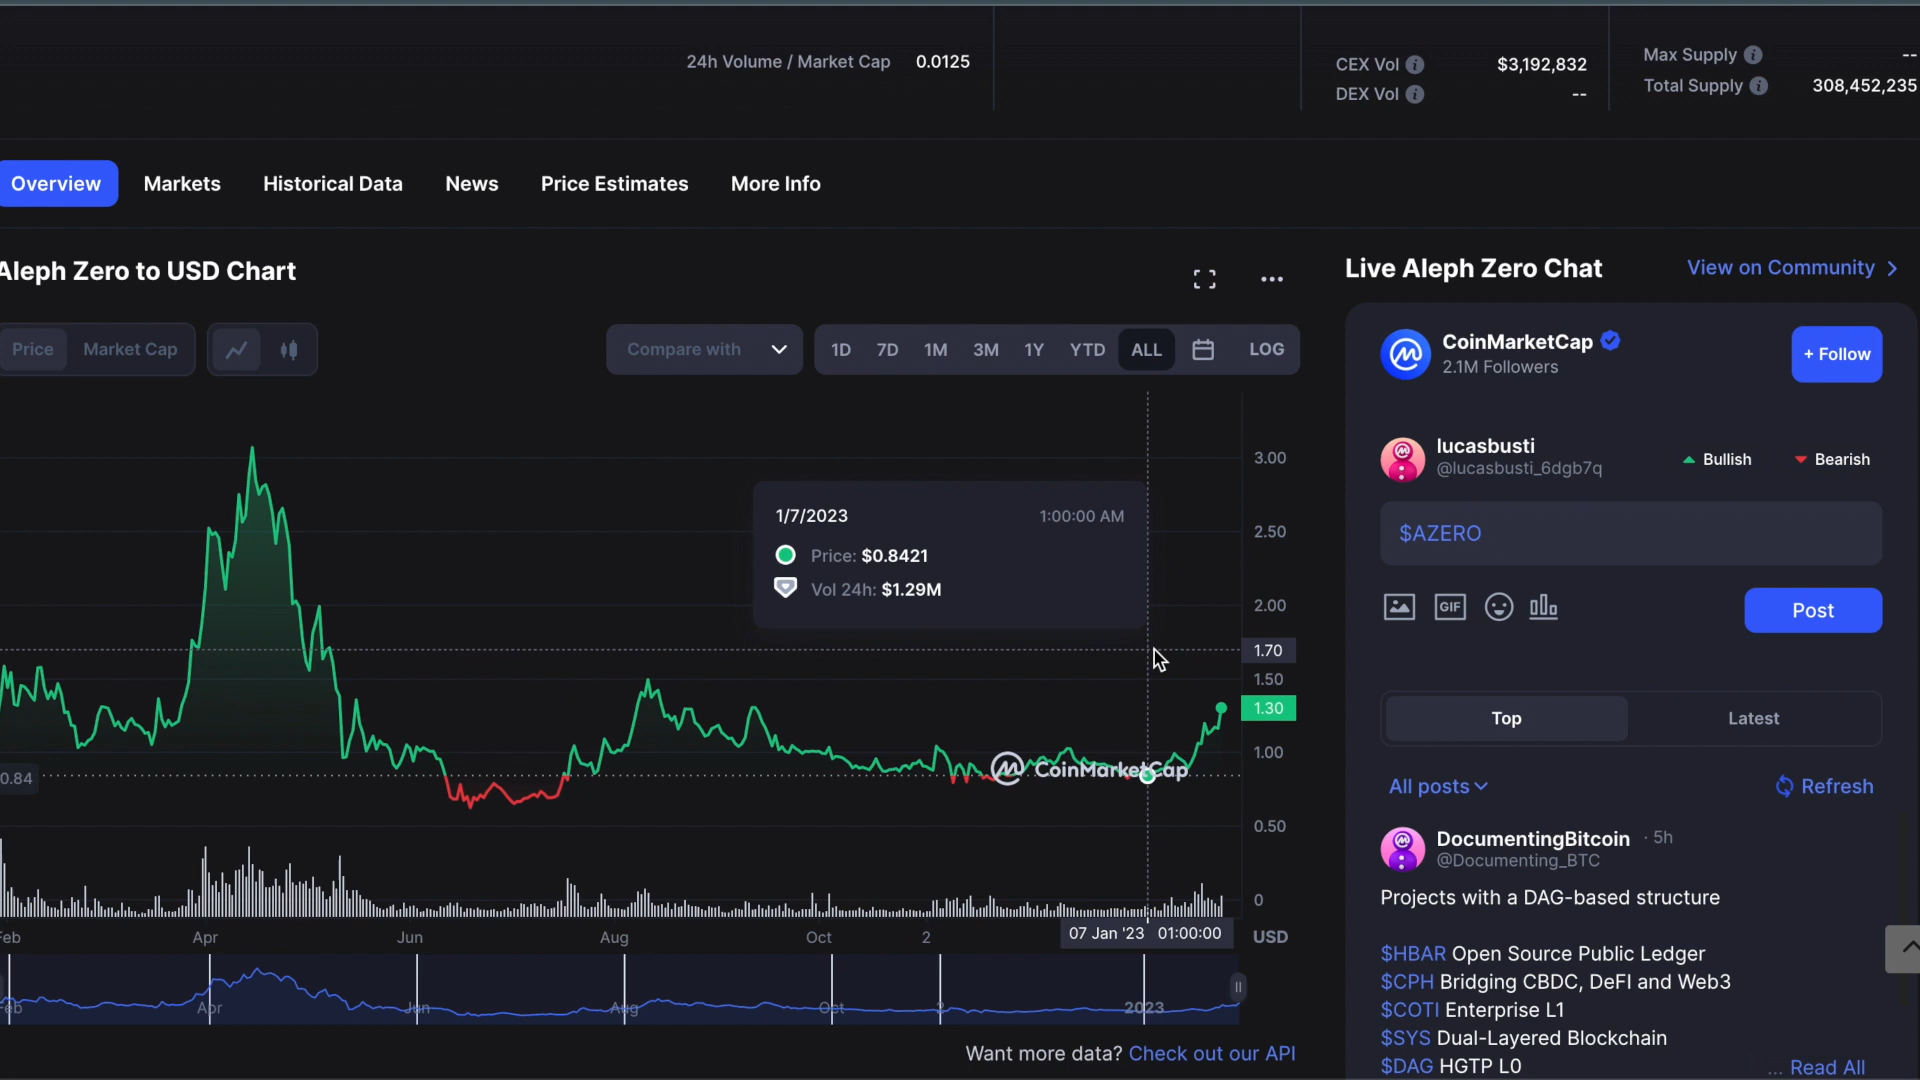 24h Volume / Market Cap 0.0125
CEX Vol $3,192,832
DEX Vol --
Max Supply --
Total Supply 308,452,235
Overview Markets Historical Data News Price Estimates More Info
Aleph Zero to USD Chart
Price Market Cap
Compare with
1D 7D 1M 3M 1Y YTD ALL LOG
3.00
2.50
2.00
1.70
1.50
1.30
1.00
0.50
0
1/7/2023 1:00:00 AM
Price: $0.8421
Vol 24h: $1.29M
CoinMarketCap
0.84
Feb Apr Jun Aug Oct 2 07 Jan '23 01:00:00 USD
Feb Apr Jun Aug Oct 2 2023
Want more data? Check out our API
Live Aleph Zero Chat View on Community
CoinMarketCap
2.1M Followers
+ Follow
lucasbusti
@lucasbusti_6dgb7q
Bullish Bearish
$AZERO
GIF
Post
Top Latest
All posts Refresh
DocumentingBitcoin · 5h
@Documenting_BTC
Projects with a DAG-based structure
$HBAR Open Source Public Ledger
$CPH Bridging CBDC, DeFI and Web3
$COTI Enterprise L1
$SYS Dual-Layered Blockchain
$DAG HGTP L0
... Read All